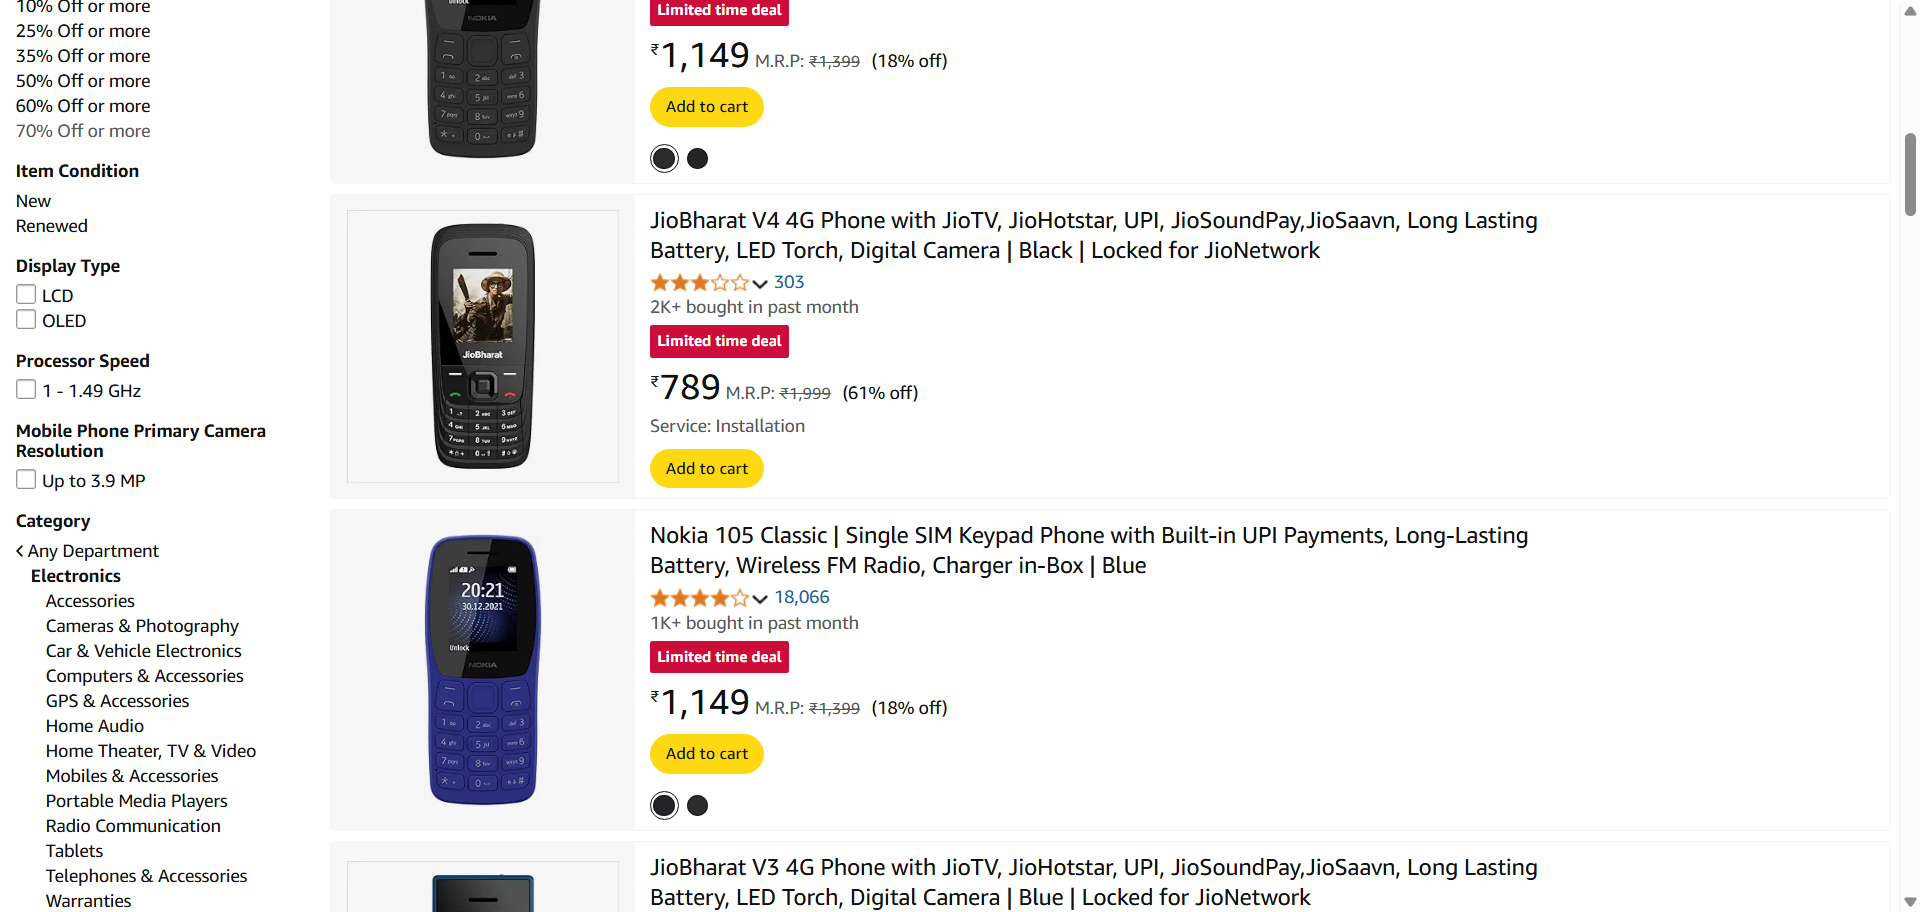 10% Off or more
25% Off or more
35% Off or more
50% Off or more
60% Off or more
70% Off or more
Item Condition
New
Renewed
Display Type
LCD
OLED
Processor Speed
1 - 1.49 GHz
Mobile Phone Primary Camera
Resolution
Up to 3.9 MP
Category
Any Department
Electronics
Accessories
Cameras & Photography
Car & Vehicle Electronics
Computers & Accessories
GPS & Accessories
Home Audio
Home Theater, TV & Video
Mobiles & Accessories
Portable Media Players
Radio Communication
Tablets
Telephones & Accessories
Warranties
Unlock
NOKIA
Limited time deal
₹1,149 M.R.P: ₹1,399 (18% off)
Add to cart
JioBharat
JioBharat V4 4G Phone with JioTV, JioHotstar, UPI, JioSoundPay,JioSaavn, Long Lasting
Battery, LED Torch, Digital Camera | Black | Locked for JioNetwork
303
2K+ bought in past month
Limited time deal
₹789 M.R.P: ₹1,999 (61% off)
Service: Installation
Add to cart
20:21
30.12.2021
Unlock
NOKIA
Nokia 105 Classic | Single SIM Keypad Phone with Built-in UPI Payments, Long-Lasting
Battery, Wireless FM Radio, Charger in-Box | Blue
18,066
1K+ bought in past month
Limited time deal
₹1,149 M.R.P: ₹1,399 (18% off)
Add to cart
JioBharat V3 4G Phone with JioTV, JioHotstar, UPI, JioSoundPay,JioSaavn, Long Lasting
Battery, LED Torch, Digital Camera | Blue | Locked for JioNetwork